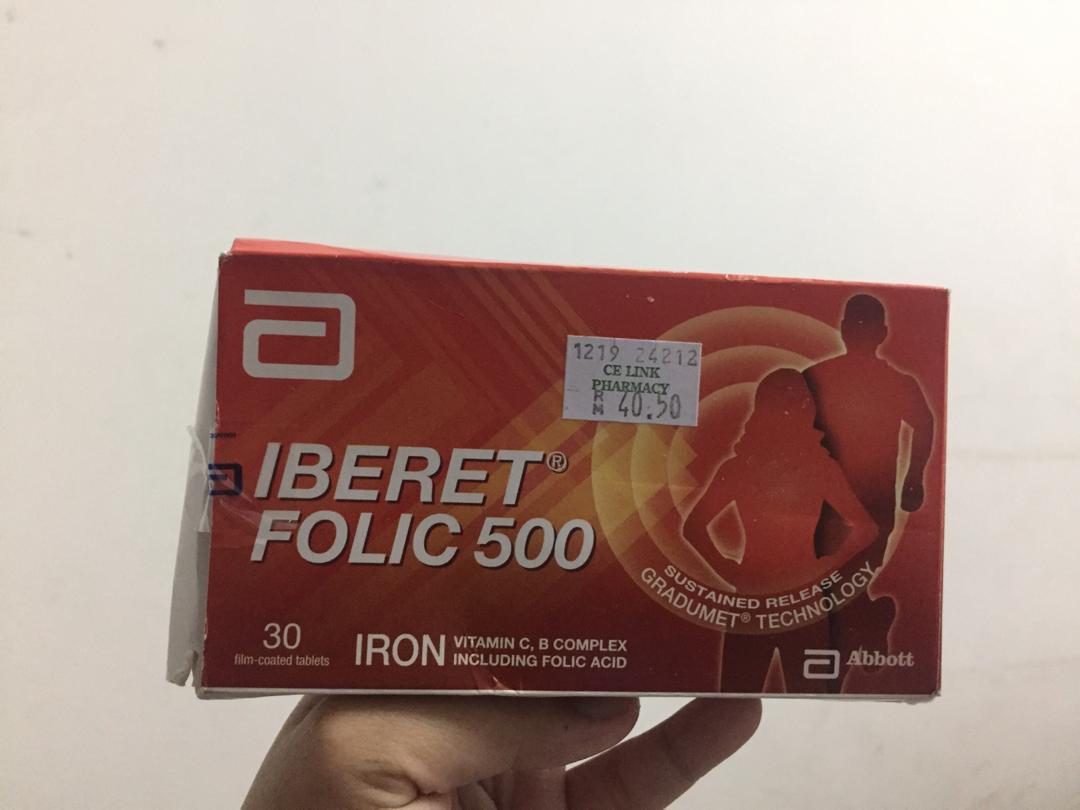 1219 24212
CE LINK
PHARMACY
RM 40.50
IBERET®
FOLIC 500
SUSTAINED RELEASE
GRADUMET® TECHNOLOGY
30
film-coated tablets
IRON
VITAMIN C, B COMPLEX
INCLUDING FOLIC ACID
Abbott